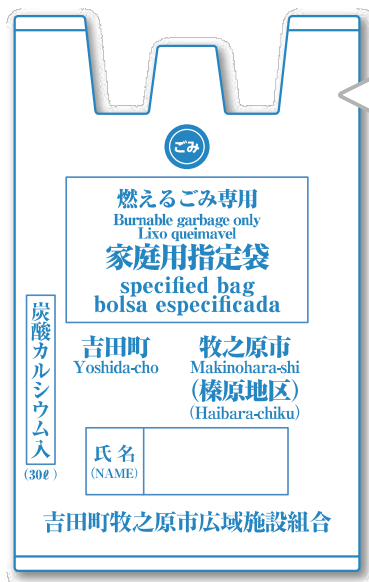 ごみ
燃えるごみ専用
Burnable garbage only
Lixo queimavel
家庭用指定袋
specified bag
bolsa especificada
吉田町
Yoshida-cho
牧之原市
Makinohara-shi
(榛原地区)
(Haibara-chiku)
炭酸カルシウム入
(30ℓ)
氏名
(NAME)
吉田町牧之原市広域施設組合